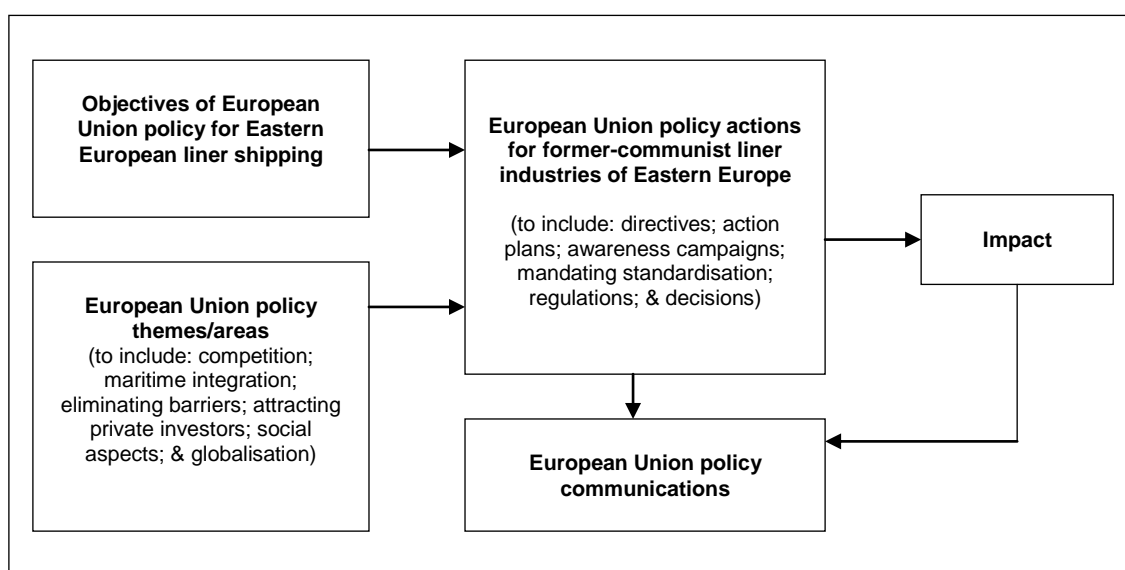 Objectives of European
Union policy for Eastern
European liner shipping
European Union policy
themes/areas
(to include: competition;
maritime integration;
eliminating barriers; attracting
private investors; social
aspects; & globalisation)
European Union policy actions
for former-communist liner
industries of Eastern Europe
(to include: directives; action
plans; awareness campaigns;
mandating standardisation;
regulations; & decisions)
Impact
European Union policy
communications